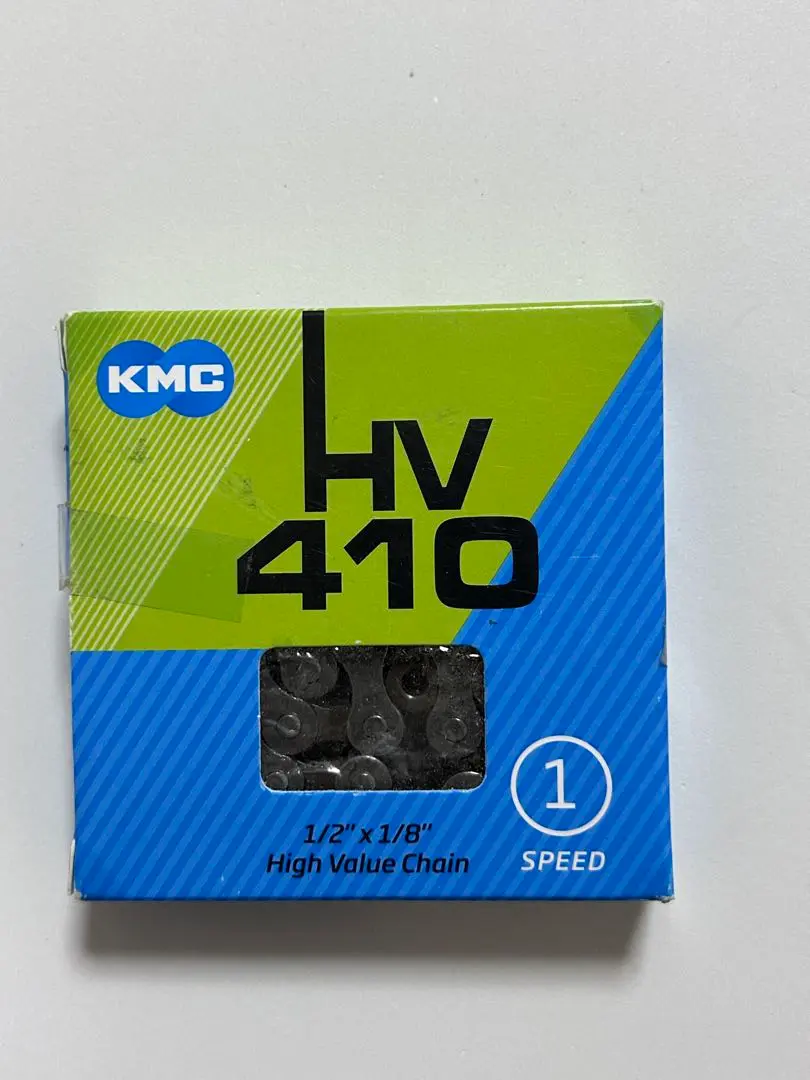 KMC
HV
410
1
1/2" x 1/8"
High Value Chain
SPEED